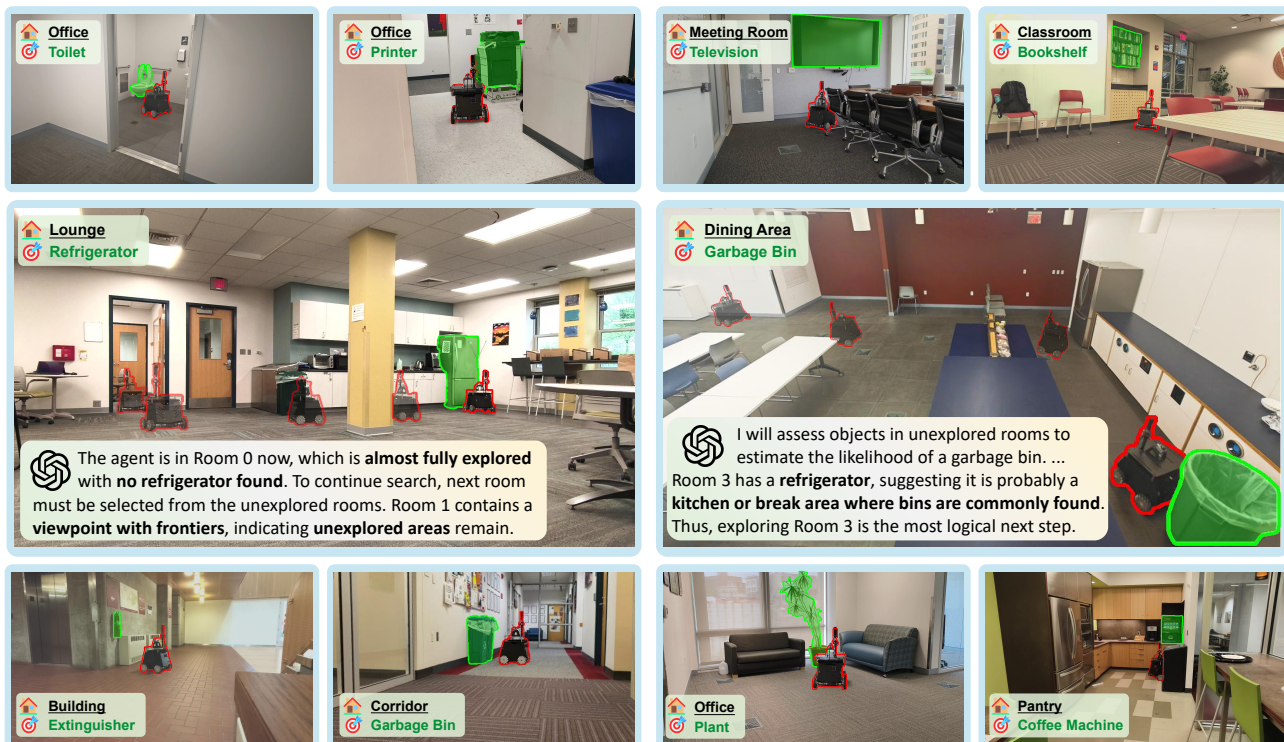 Office
Toilet
Office
Printer
Meeting Room
Television
Classroom
Bookshelf
Lounge
Refrigerator
The agent is in Room 0 now, which is almost fully explored
with no refrigerator found. To continue search, next room
must be selected from the unexplored rooms. Room 1 contains a
viewpoint with frontiers, indicating unexplored areas remain.
Dining Area
Garbage Bin
I will assess objects in unexplored rooms to
estimate the likelihood of a garbage bin. ...
Room 3 has a refrigerator, suggesting it is probably a
kitchen or break area where bins are commonly found.
Thus, exploring Room 3 is the most logical next step.
Building
Extinguisher
Corridor
Garbage Bin
Office
Plant
Pantry
Coffee Machine